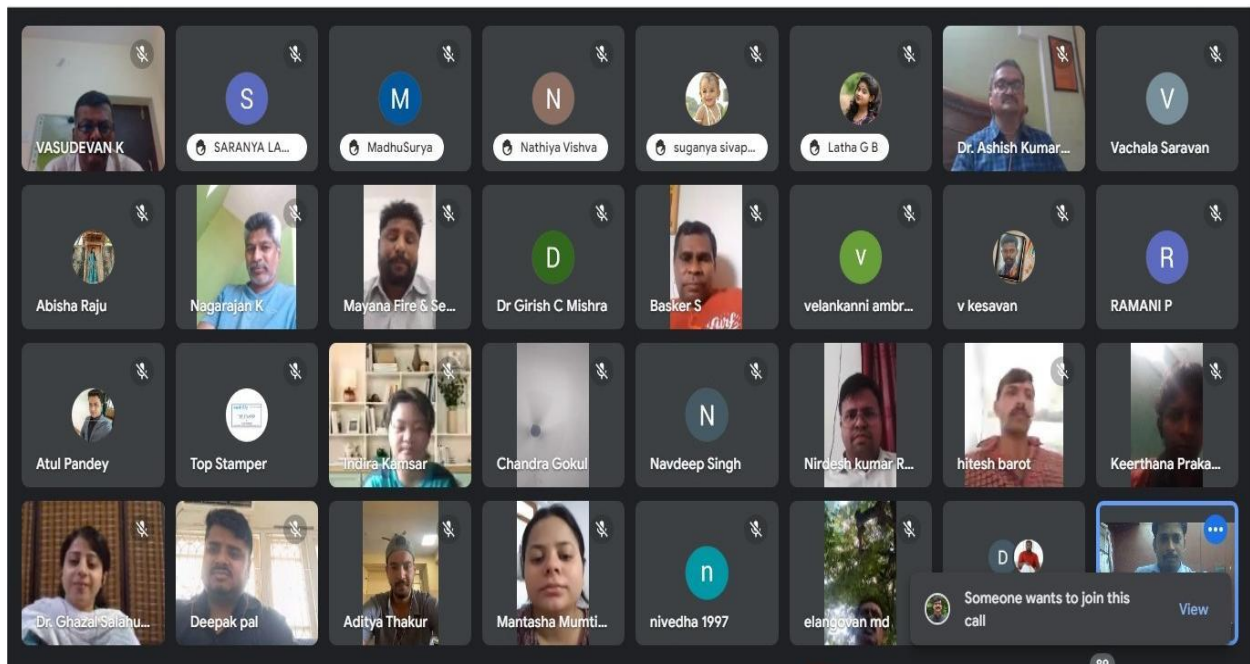 VASUDEVAN K
S
SARANYA LA...
M
MadhuSurya
N
Nathiya Vishva
suganya sivap...
Latha G B
Dr. Ashish Kumar...
V
Vachala Saravan
Abisha Raju
Nagarajan K
Mayana Fire & Se...
D
Dr Girish C Mishra
Basker S
v
velankanni ambr...
v kesavan
R
RAMANI P
Atul Pandey
Top Stamper
Indira Kamsar
Chandra Gokul
N
Navdeep Singh
Nirdesh kumar R...
hitesh barot
Keerthana Praka...
Dr. Ghazal Salahu...
Deepak pal
Aditya Thakur
Mantasha Mumti...
n
nivedha 1997
elangovan md
D
Someone wants to join this
call
View